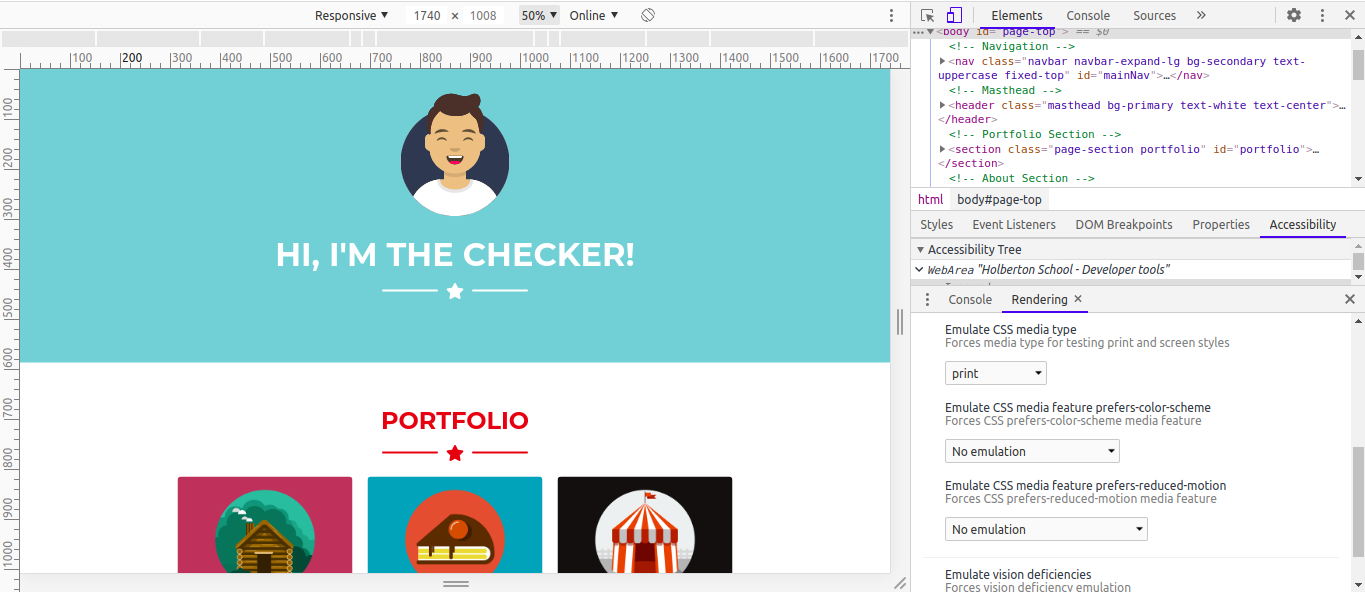 Responsive ▼ 1740 × 1008 50% ▼ Online ▼
100 200 300 400 500 600 700 800 900 1000 1100 1200 1300 1400 1500 1600 1700
100
200
300
400
500
600
700
800
900
1000
HI, I'M THE CHECKER!
PORTFOLIO
Elements Console Sources »
… ▼ <body id="page-top"> == $0
<!-- Navigation -->
▶ <nav class="navbar navbar-expand-lg bg-secondary text-
uppercase fixed-top" id="mainNav">…</nav>
<!-- Masthead -->
▶ <header class="masthead bg-primary text-white text-center">…
</header>
<!-- Portfolio Section -->
▶ <section class="page-section portfolio" id="portfolio">…
</section>
<!-- About Section -->
html body#page-top
Styles Event Listeners DOM Breakpoints Properties Accessibility
▼ Accessibility Tree
WebArea "Holberton School - Developer tools"
Console Rendering ×
Emulate CSS media type
Forces media type for testing print and screen styles
print
Emulate CSS media feature prefers-color-scheme
Forces CSS prefers-color-scheme media feature
No emulation
Emulate CSS media feature prefers-reduced-motion
Forces CSS prefers-reduced-motion media feature
No emulation
Emulate vision deficiencies
Forces vision deficiency emulation